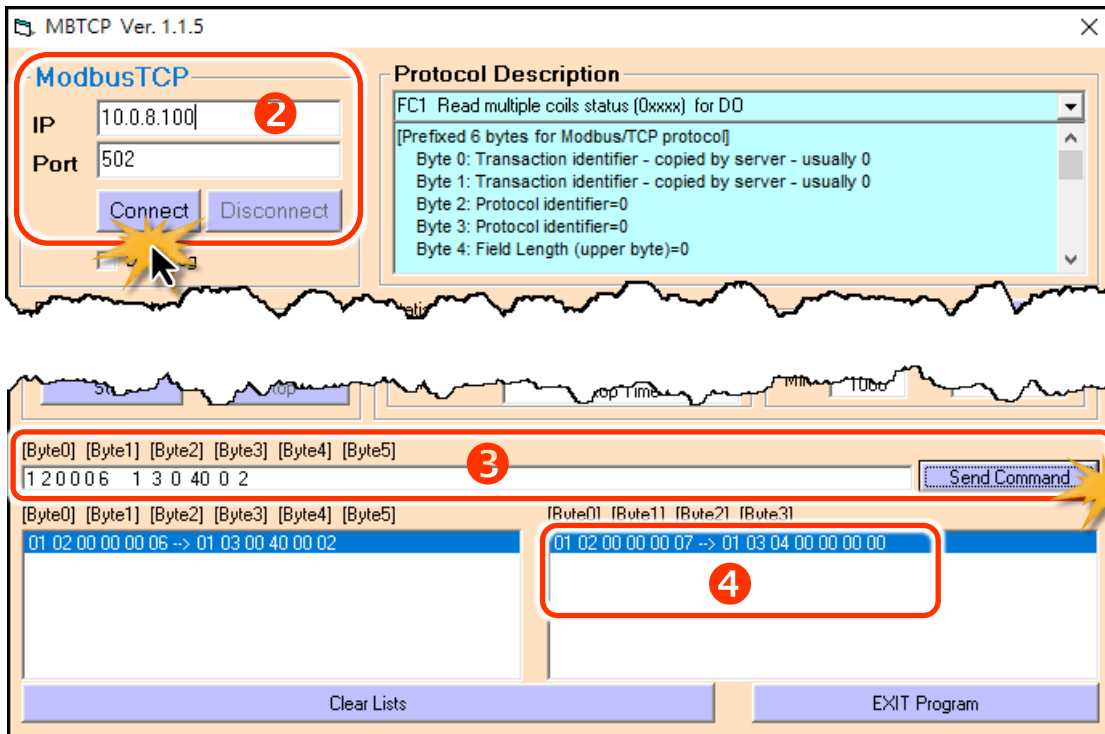 MBTCP Ver. 1.1.5
ModbusTCP
IP 10.0.8.100
2
Port 502
Connect Disconnect
Protocol Description
FC1 Read multiple coils status (0xxxx) for DO
[Prefixed 6 bytes for Modbus/TCP protocol]
Byte 0: Transaction identifier - copied by server - usually 0
Byte 1: Transaction identifier - copied by server - usually 0
Byte 2: Protocol identifier=0
Byte 3: Protocol identifier=0
Byte 4: Field Length (upper byte)=0
[Byte0] [Byte1] [Byte2] [Byte3] [Byte4] [Byte5]
3
1 2 0 0 0 6 1 3 0 40 0 2
Send Command
[Byte0] [Byte1] [Byte2] [Byte3] [Byte4] [Byte5]
01 02 00 00 00 06 --> 01 03 00 40 00 02
[Byte0] [Byte1] [Byte2] [Byte3]
01 02 00 00 00 07 --> 01 03 04 00 00 00 00
4
Clear Lists
EXIT Program